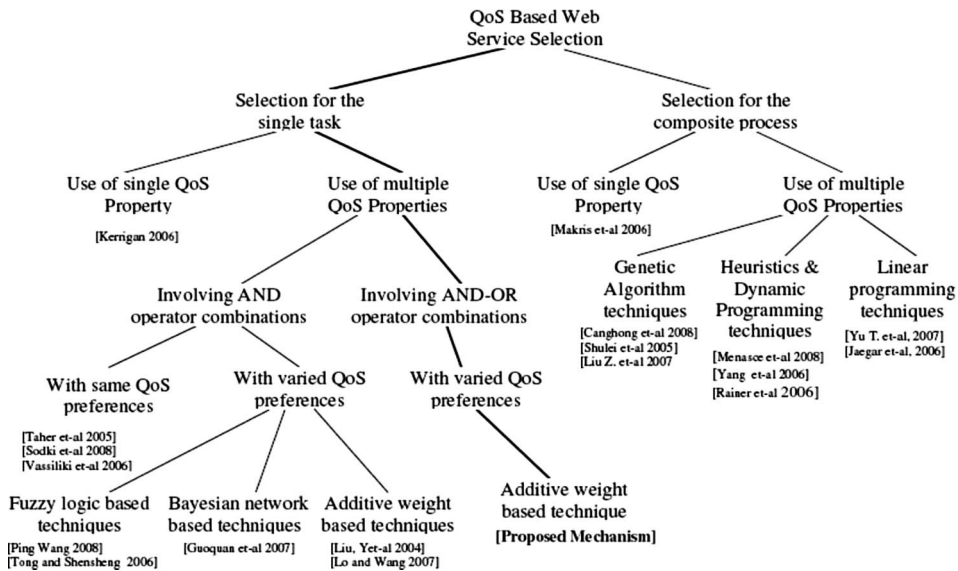 QoS Based Web
Service Selection
Selection for the
single task
Selection for the
composite process
Use of single QoS
Property
[Kerrigan 2006]
Use of multiple
QoS Properties
Use of single QoS
Property
[Makris et-al 2006]
Use of multiple
QoS Properties
Genetic
Algorithm
techniques
[Canghong et-al 2008]
[Shulei et-al 2005]
[Liu Z. et-al 2007
Heuristics &
Dynamic
Programming
techniques
[Menasce et-al 2008]
[Yang et-al 2006]
[Rainer et-al 2006]
Linear
programming
techniques
[Yu T. et-al, 2007]
[Jaegar et-al, 2006]
Involving AND
operator combinations
Involving AND-OR
operator combinations
With same QoS
preferences
[Taher et-al 2005]
[Sodki et-al 2008]
[Vassiliki et-al 2006]
With varied QoS
preferences
With varied QoS
preferences
Fuzzy logic based
techniques
[Ping Wang 2008]
[Tong and Shensheng 2006]
Bayesian network
based techniques
[Guoquan et-al 2007]
Additive weight
based techniques
[Liu, Yet-al 2004]
[Lo and Wang 2007]
Additive weight
based technique
[Proposed Mechanism]